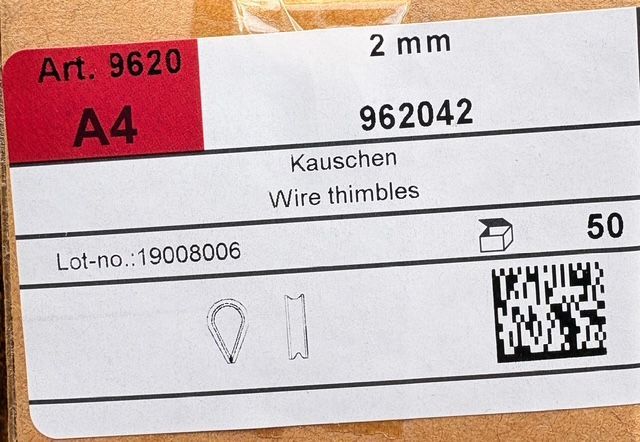 Art. 9620
A4
2 mm
962042
Kauschen
Wire thimbles
Lot-no.:19008006
50